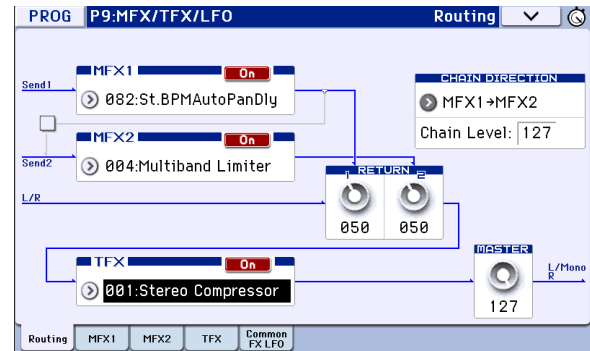 PROG P9:MFX/TFX/LFO Routing
MFX1 On
Send1
082:St.BPMAutoPanDly
CHAIN DIRECTION
MFX1→MFX2
Chain Level: 127
MFX2 On
Send2
004:Multiband Limiter
RETURN
1 2
L/R
050 050
TFX On
001:Stereo Compressor
MASTER
L/Mono
R
127
Routing MFX1 MFX2 TFX Common
FX LFO